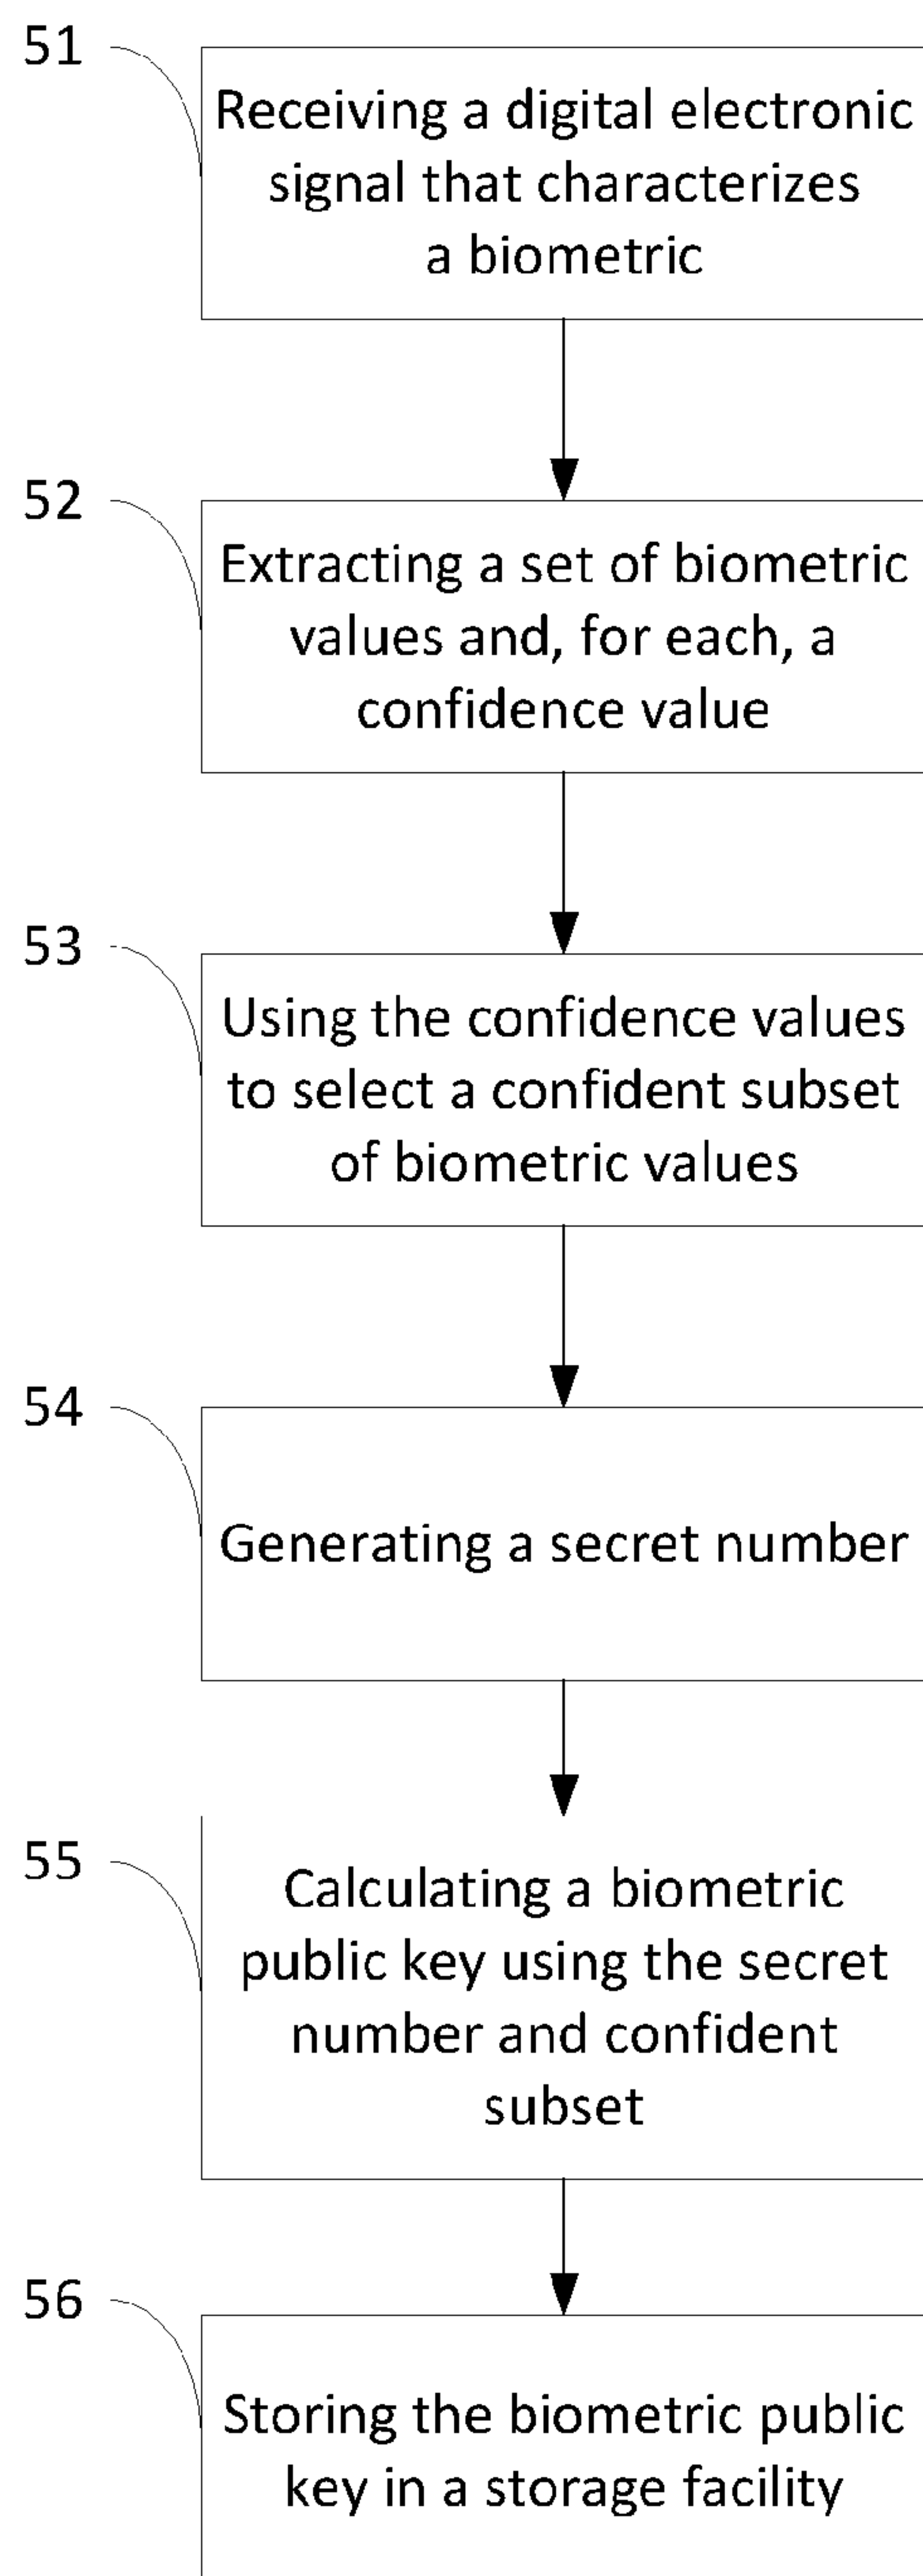 51
Receiving a digital electronic
signal that characterizes
a biometric
52
Extracting a set of biometric
values and, for each, a
confidence value
53
Using the confidence values
to select a confident subset
of biometric values
54
Generating a secret number
55
Calculating a biometric
public key using the secret
number and confident
subset
56
Storing the biometric public
key in a storage facility